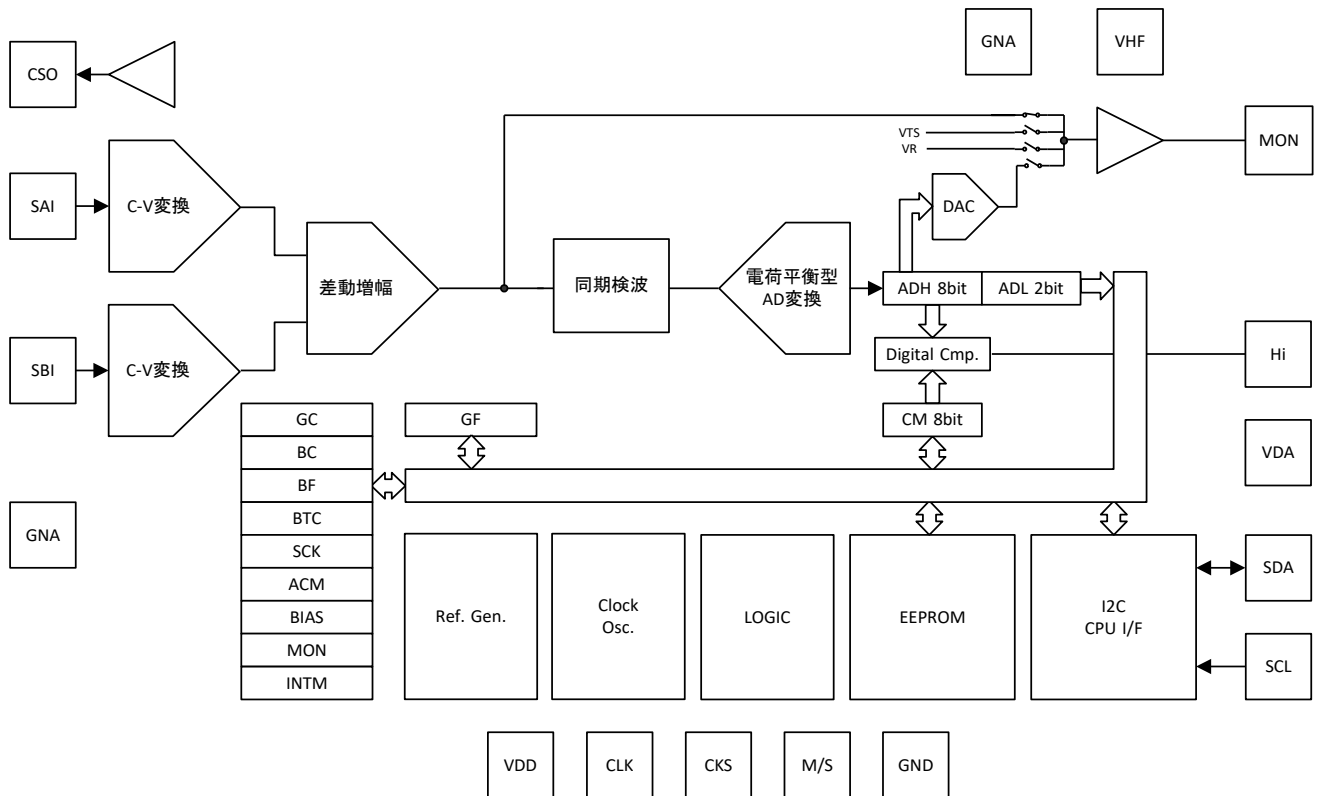 GNA
VHF
CSO
VTS
VR
MON
SAI
C-V変換
DAC
差動増幅
同期検波
電荷平衡型
AD変換
ADH 8bit
ADL 2bit
SBI
C-V変換
Digital Cmp.
Hi
GC
GF
CM 8bit
BC
VDA
BF
GNA
BTC
SCK
ACM
BIAS
MON
INTM
Ref. Gen.
Clock
Osc.
LOGIC
EEPROM
I2C
CPU I/F
SDA
SCL
VDD
CLK
CKS
M/S
GND